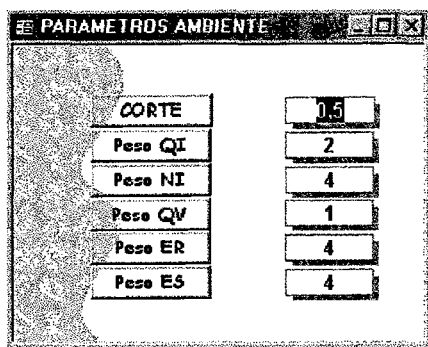 PARAMETROS AMBIENTE
CORTE 0.5
Peso QI 2
Peso NI 4
Peso QV 1
Peso ER 4
Peso ES 4